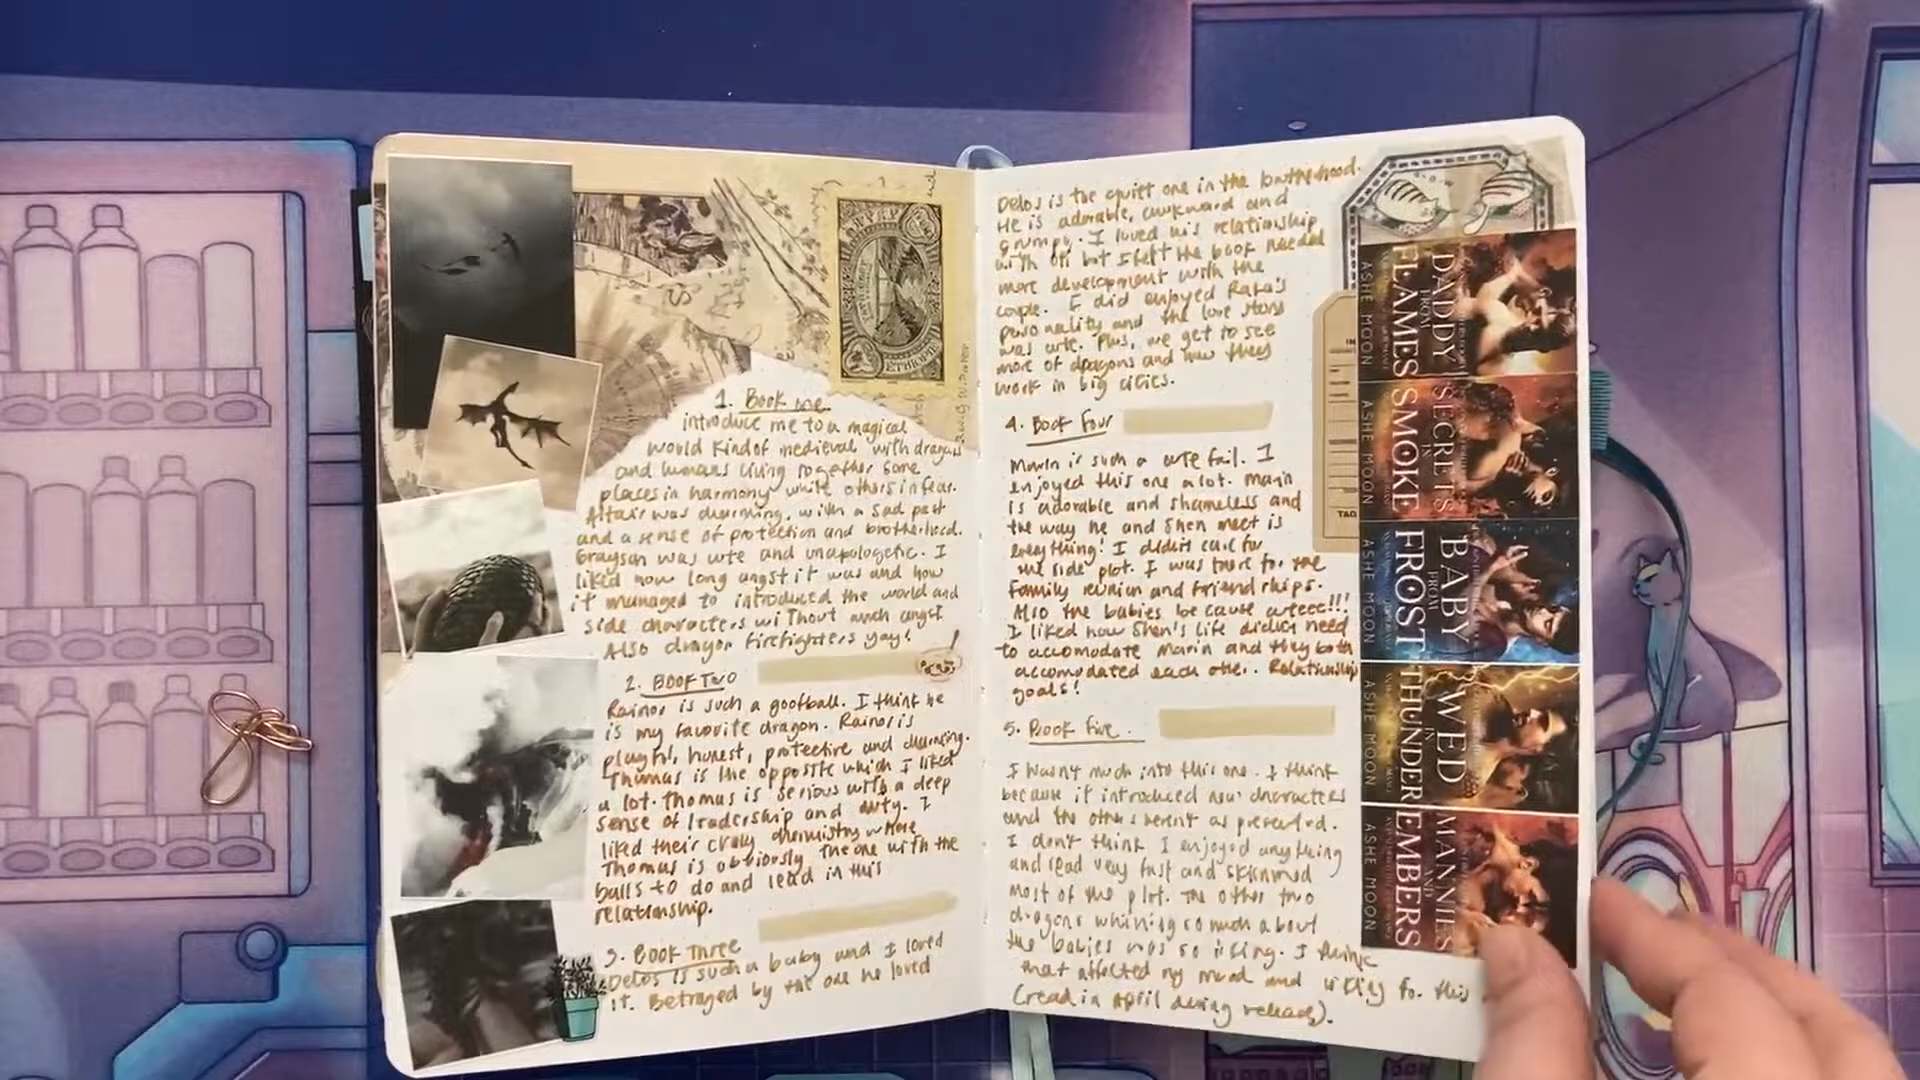 1. Book one
introduce me to a magical
world kind of medieval with dragons
and humans living together some
places in harmony while others in fear.
Altair was charming, with a sad past
and a sense of protection and brotherhood.
Grayson was cute and unapologetic. I
liked how long angst it was and how
it managed to introduced the world and
side characters without much angst
Also dragon firefighters yay!
2. Book Two
Rainor is such a goofball. I think he
is my favorite dragon. Rainor is
playful, honest, protective and charming.
Thomas is the opposite which I liked
a lot. Thomas is serious with a deep
sense of leadership and duty. I
liked their crazy chemistry where
Thomas is obviously the one with the
balls to do and lead in this
relationship.
3. Book Three
Delos is such a baby and I loved
it. Betrayed by the one he loved
Delos is the quiet one in the brotherhood.
He is adorable, awkward and
grumpy. I loved his relationship
with but I felt the book needed
more development with the
couple. I did enjoyed
personality and the love story
was cute. Plus, we get to see
more of dragons and how they
work in big cities.
4. Book Four
Marin is such a cute fail. I
enjoyed this one a lot. Marin
is adorable and shameless and
the way he and Shen meet is
everything! I didn't care for
the side plot. I was there for the
family reunion and friendships.
Also the babies because cuteee!!!
I liked how Shen's life didn't need
to accomodate Marin and they both
accomodated each other. Relationship
goals!
5. Book Five
I wasn't much into this one. I think
because it introduced new characters
and the others weren't as presented.
I don't think I enjoyed anything
and read very fast and skimmed
most of the plot. The other two
dragons whining so much about
the babies was so I think
that affected my mood and for this
(read in April during release).
DADDY
FROM
FLAMES
ASHE MOON
SECRETS
IN
SMOKE
ASHE MOON
BABY
FROM
FROST
ASHE MOON
WED
IN
THUNDER
ASHE MOON
MANNIES
AND
EMBERS
ASHE MOON